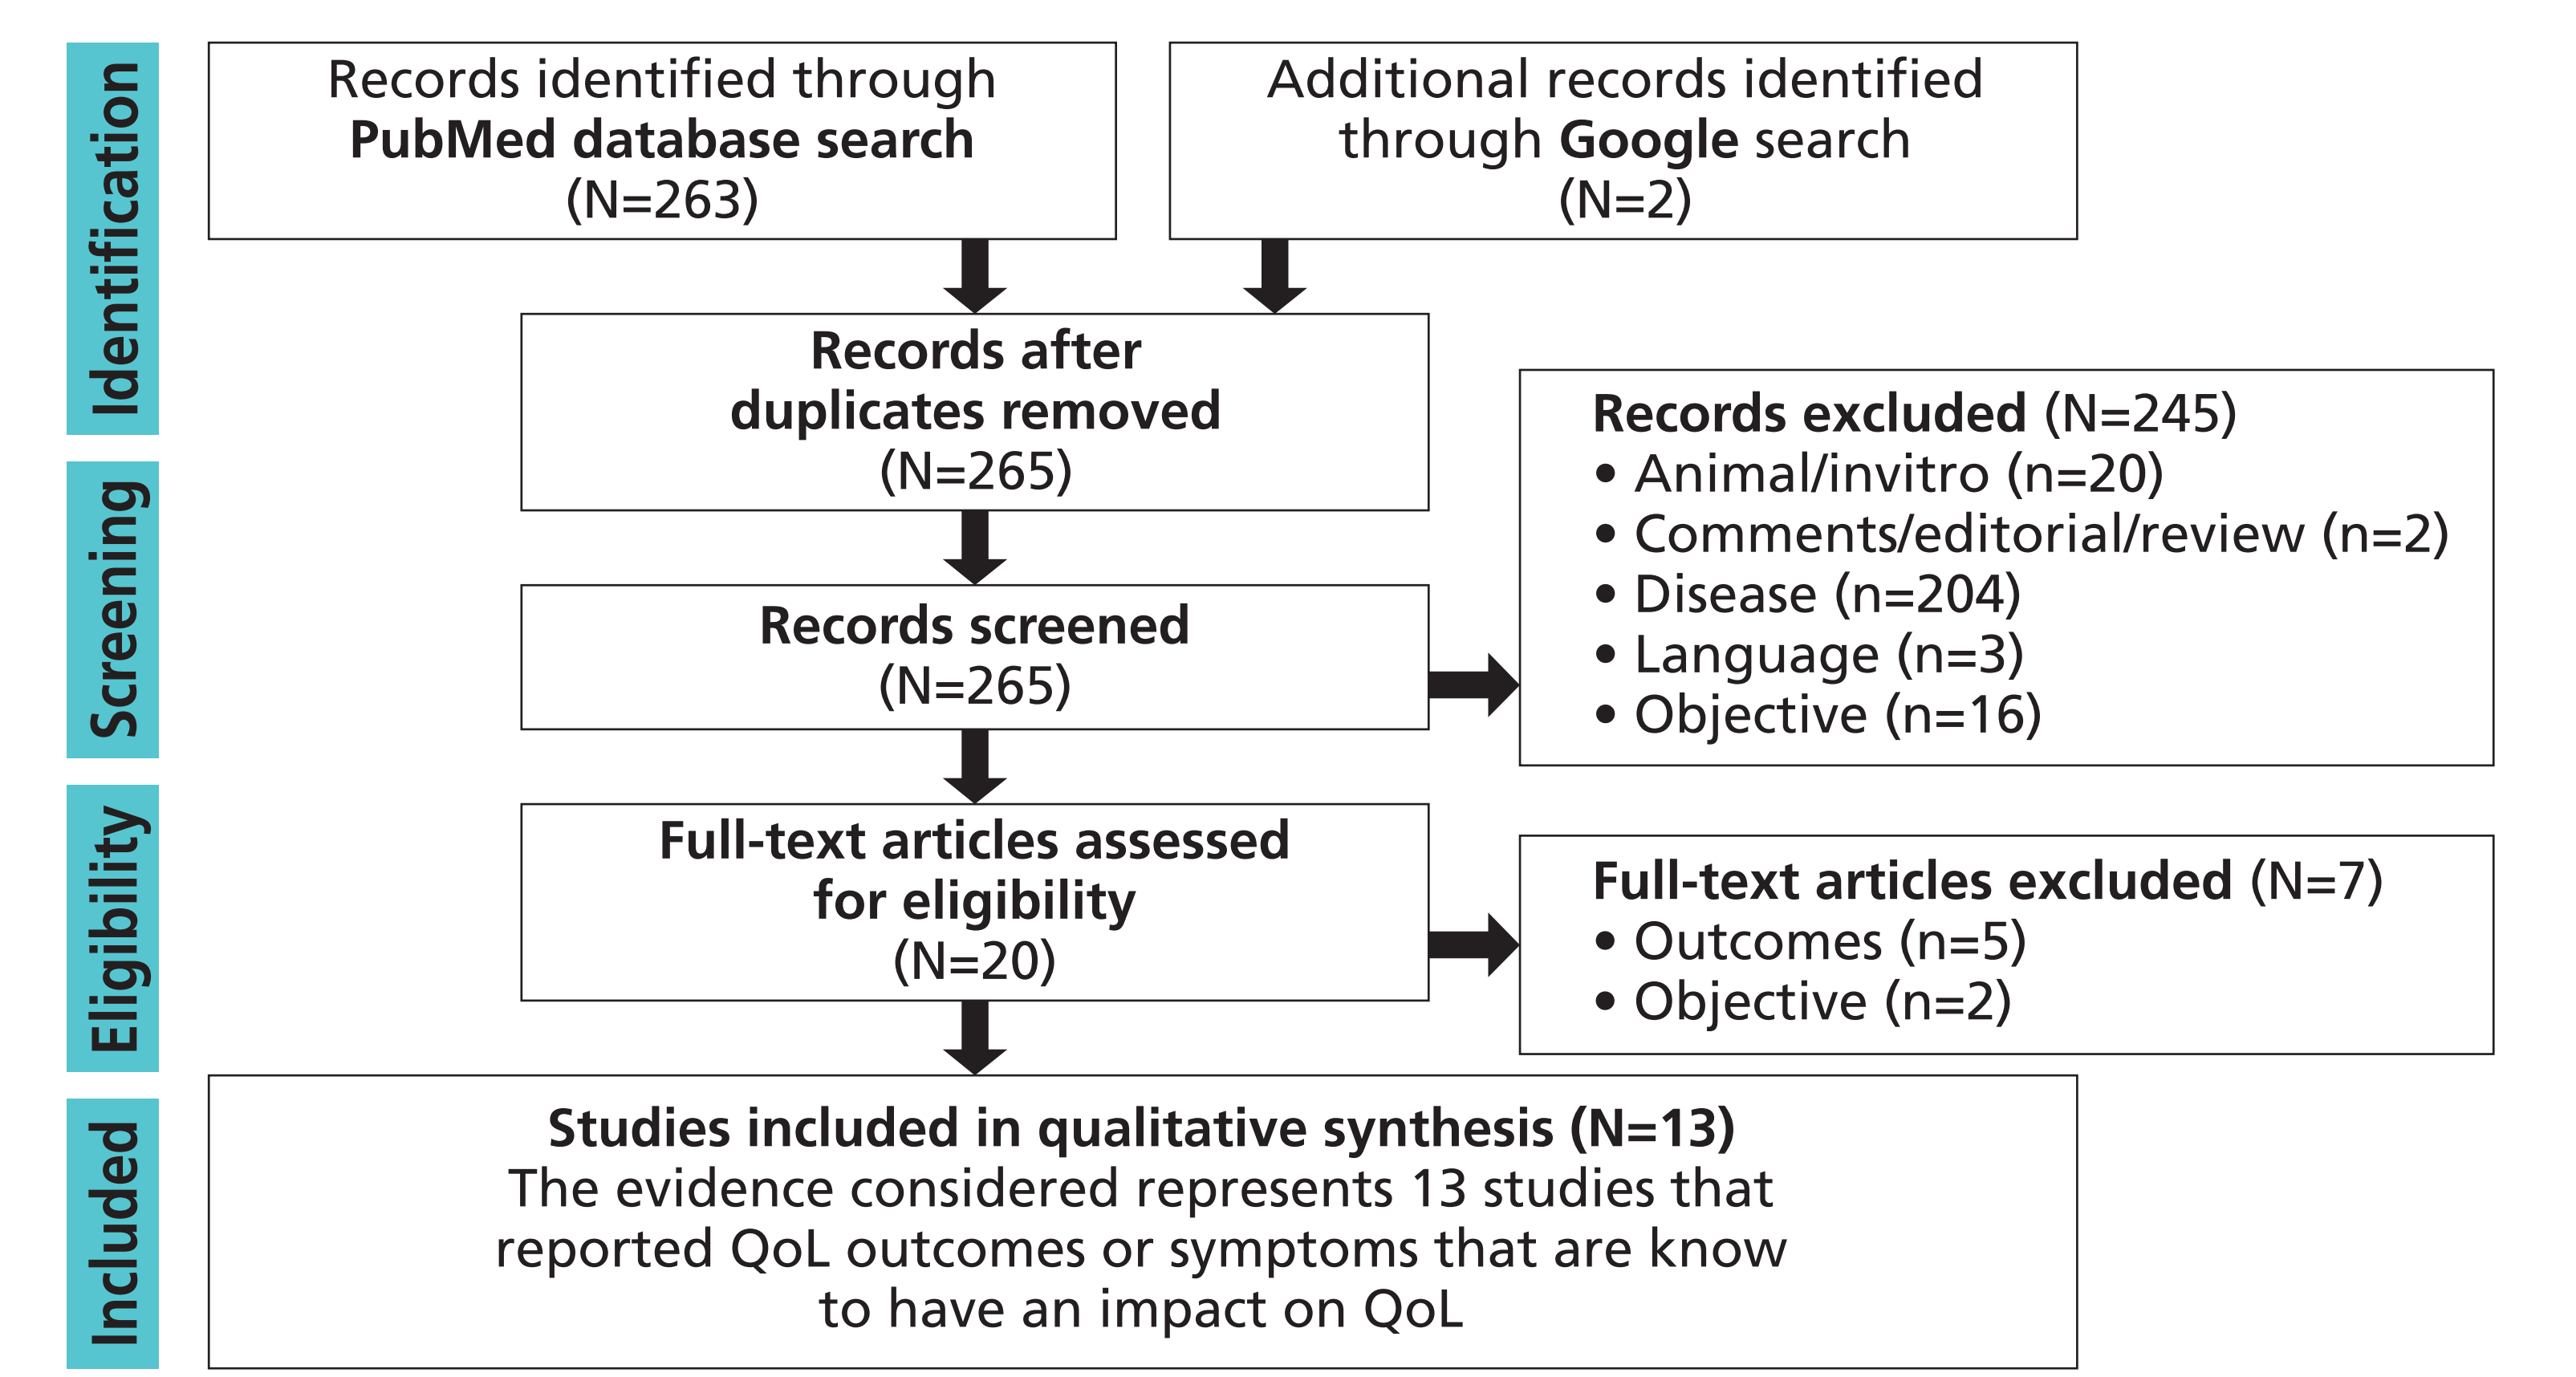 Identification
Records identified through
PubMed database search
(N=263)
Additional records identified
through Google search
(N=2)
Records after
duplicates removed
(N=265)
Screening
Records screened
(N=265)
Records excluded (N=245)
• Animal/invitro (n=20)
• Comments/editorial/review (n=2)
• Disease (n=204)
• Language (n=3)
• Objective (n=16)
Eligibility
Full-text articles assessed
for eligibility
(N=20)
Full-text articles excluded (N=7)
• Outcomes (n=5)
• Objective (n=2)
Included
Studies included in qualitative synthesis (N=13)
The evidence considered represents 13 studies that
reported QoL outcomes or symptoms that are know
to have an impact on QoL